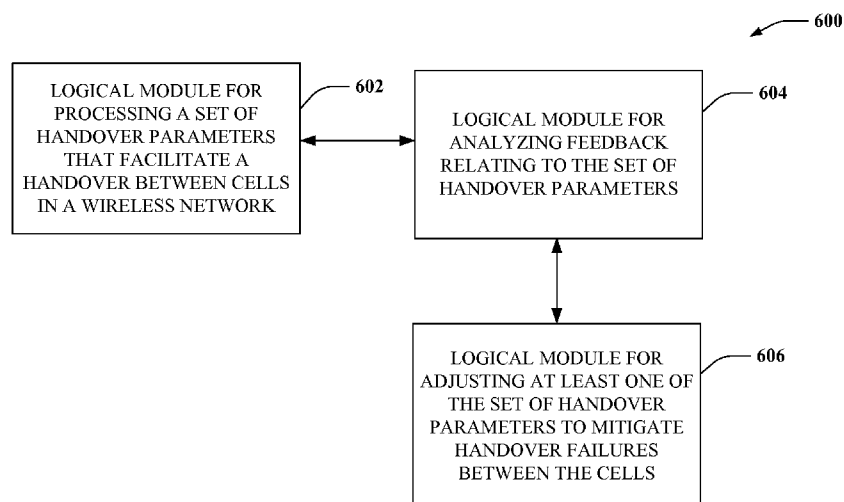 600
LOGICAL MODULE FOR
PROCESSING A SET OF
HANDOVER PARAMETERS
THAT FACILITATE A
HANDOVER BETWEEN CELLS
IN A WIRELESS NETWORK
602
LOGICAL MODULE FOR
ANALYZING FEEDBACK
RELATING TO THE SET OF
HANDOVER PARAMETERS
604
LOGICAL MODULE FOR
ADJUSTING AT LEAST ONE OF
THE SET OF HANDOVER
PARAMETERS TO MITIGATE
HANDOVER FAILURES
BETWEEN THE CELLS
606